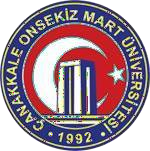 ÇANAKKALE ONSEKİZ MART ÜNİVERSİTESİ
• 1992 •